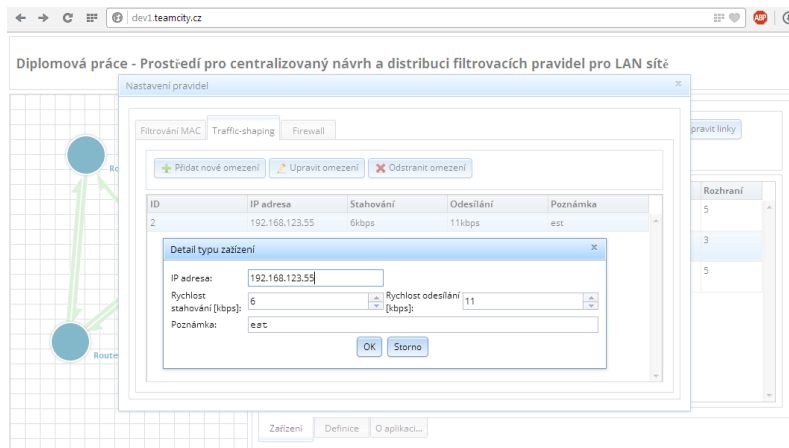 dev1.teamcity.cz
ABP
Diplomová práce - Prostředí pro centralizovaný návrh a distribuci filtrovacích pravidel pro LAN sítě
Nastavení pravidel
Filtrování MAC Traffic-shaping Firewall
pravit linky
Přidat nové omezení Upravit omezení Odstranit omezení
Ro
Rozhraní
ID IP adresa Stahování Odesílání Poznámka
5
2 192.168.123.55 6kbps 11kbps est
3
Detail typu zařízení
5
IP adresa: 192.168.123.55
Rychlost stahování [kbps]: 6 Rychlost odesílání [kbps]: 11
Poznámka: est
OK Storno
Route
Zařízení Definice O aplikaci...